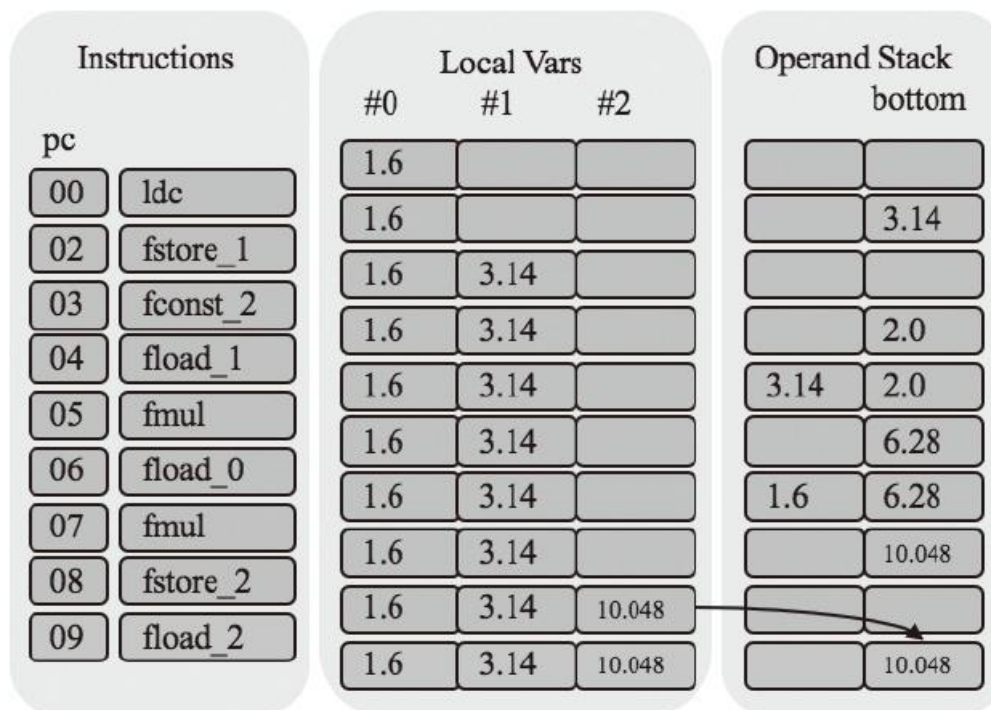 Instructions
pc
00 ldc
02 fstore_1
03 fconst_2
04 fload_1
05 fmul
06 fload_0
07 fmul
08 fstore_2
09 fload_2
Local Vars
#0 #1 #2
1.6
1.6
1.6 3.14
1.6 3.14
1.6 3.14
1.6 3.14
1.6 3.14
1.6 3.14
1.6 3.14 10.048
1.6 3.14 10.048
Operand Stack
bottom
3.14
2.0
3.14 2.0
6.28
1.6 6.28
10.048
10.048